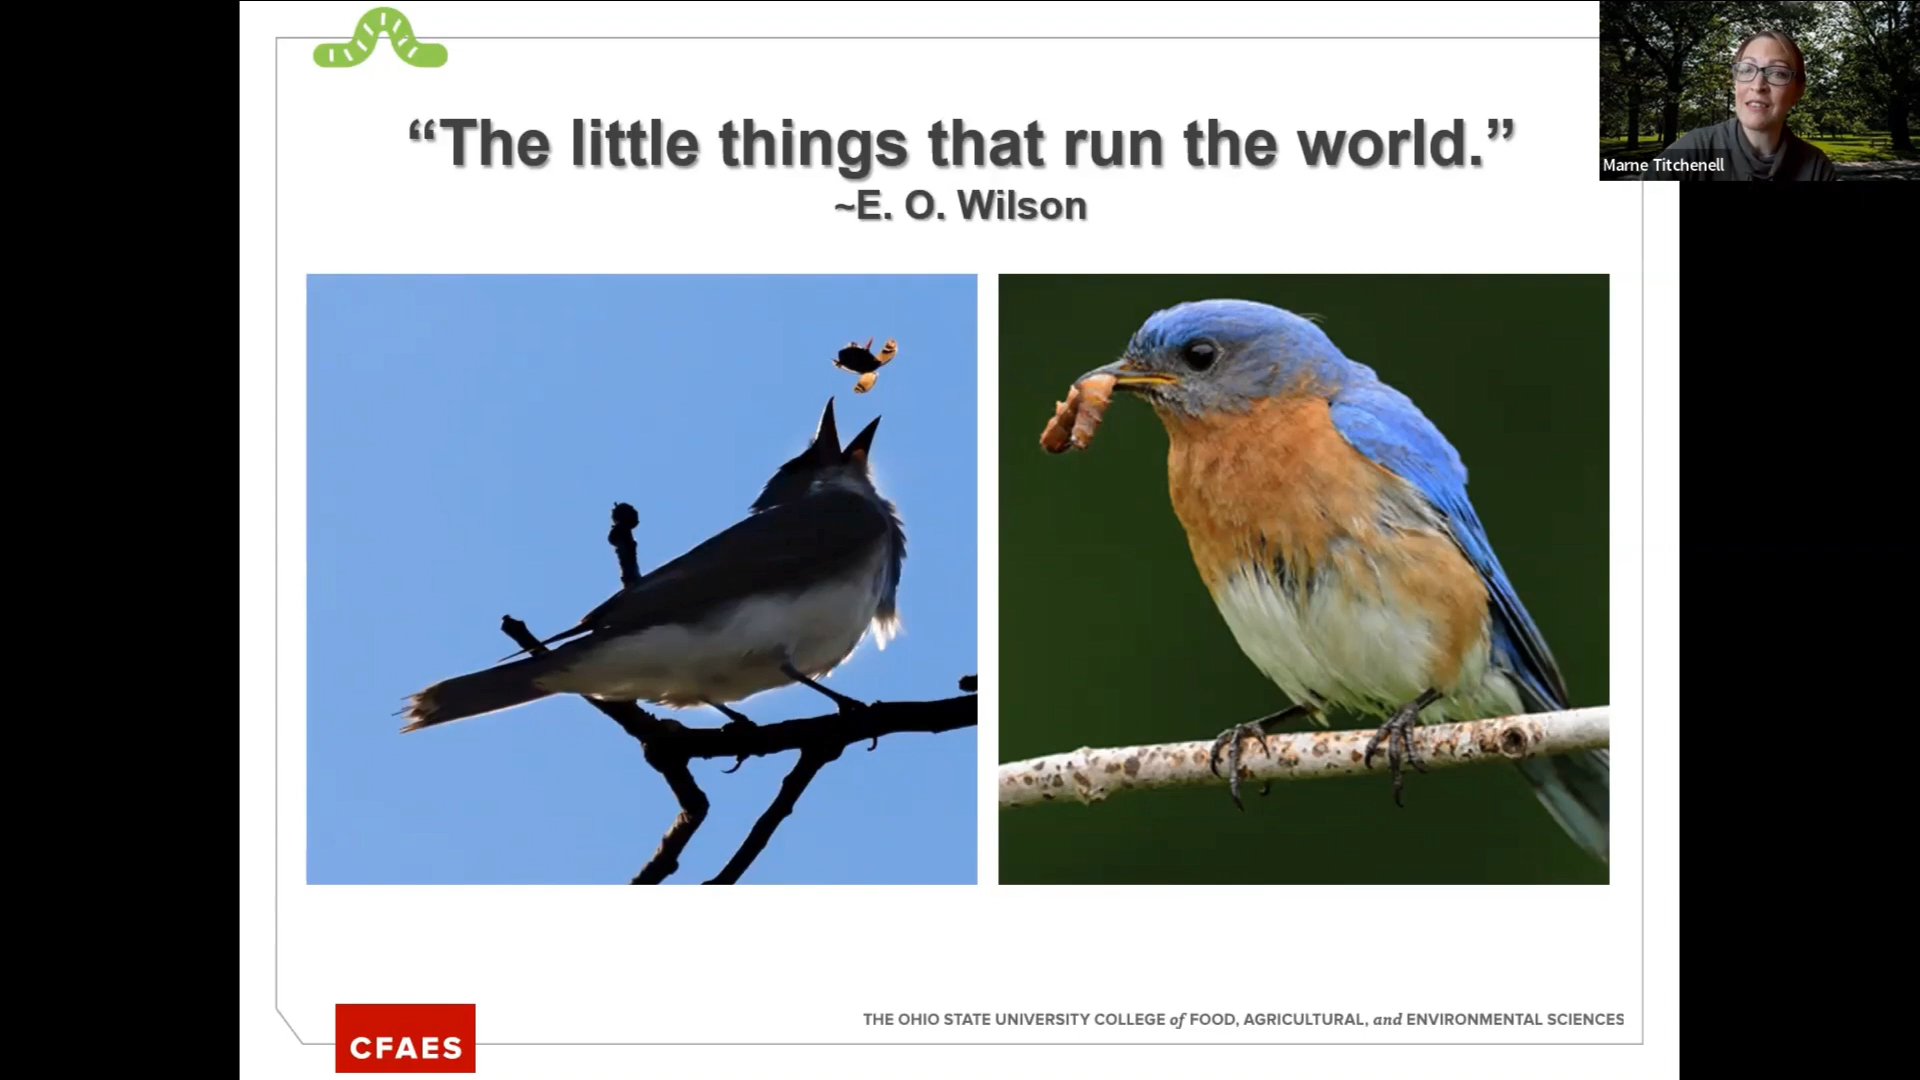 “The little things that run the world.”
~E. O. Wilson
Marne Titchenell
CFAES
THE OHIO STATE UNIVERSITY COLLEGE of FOOD, AGRICULTURAL, and ENVIRONMENTAL SCIENCES